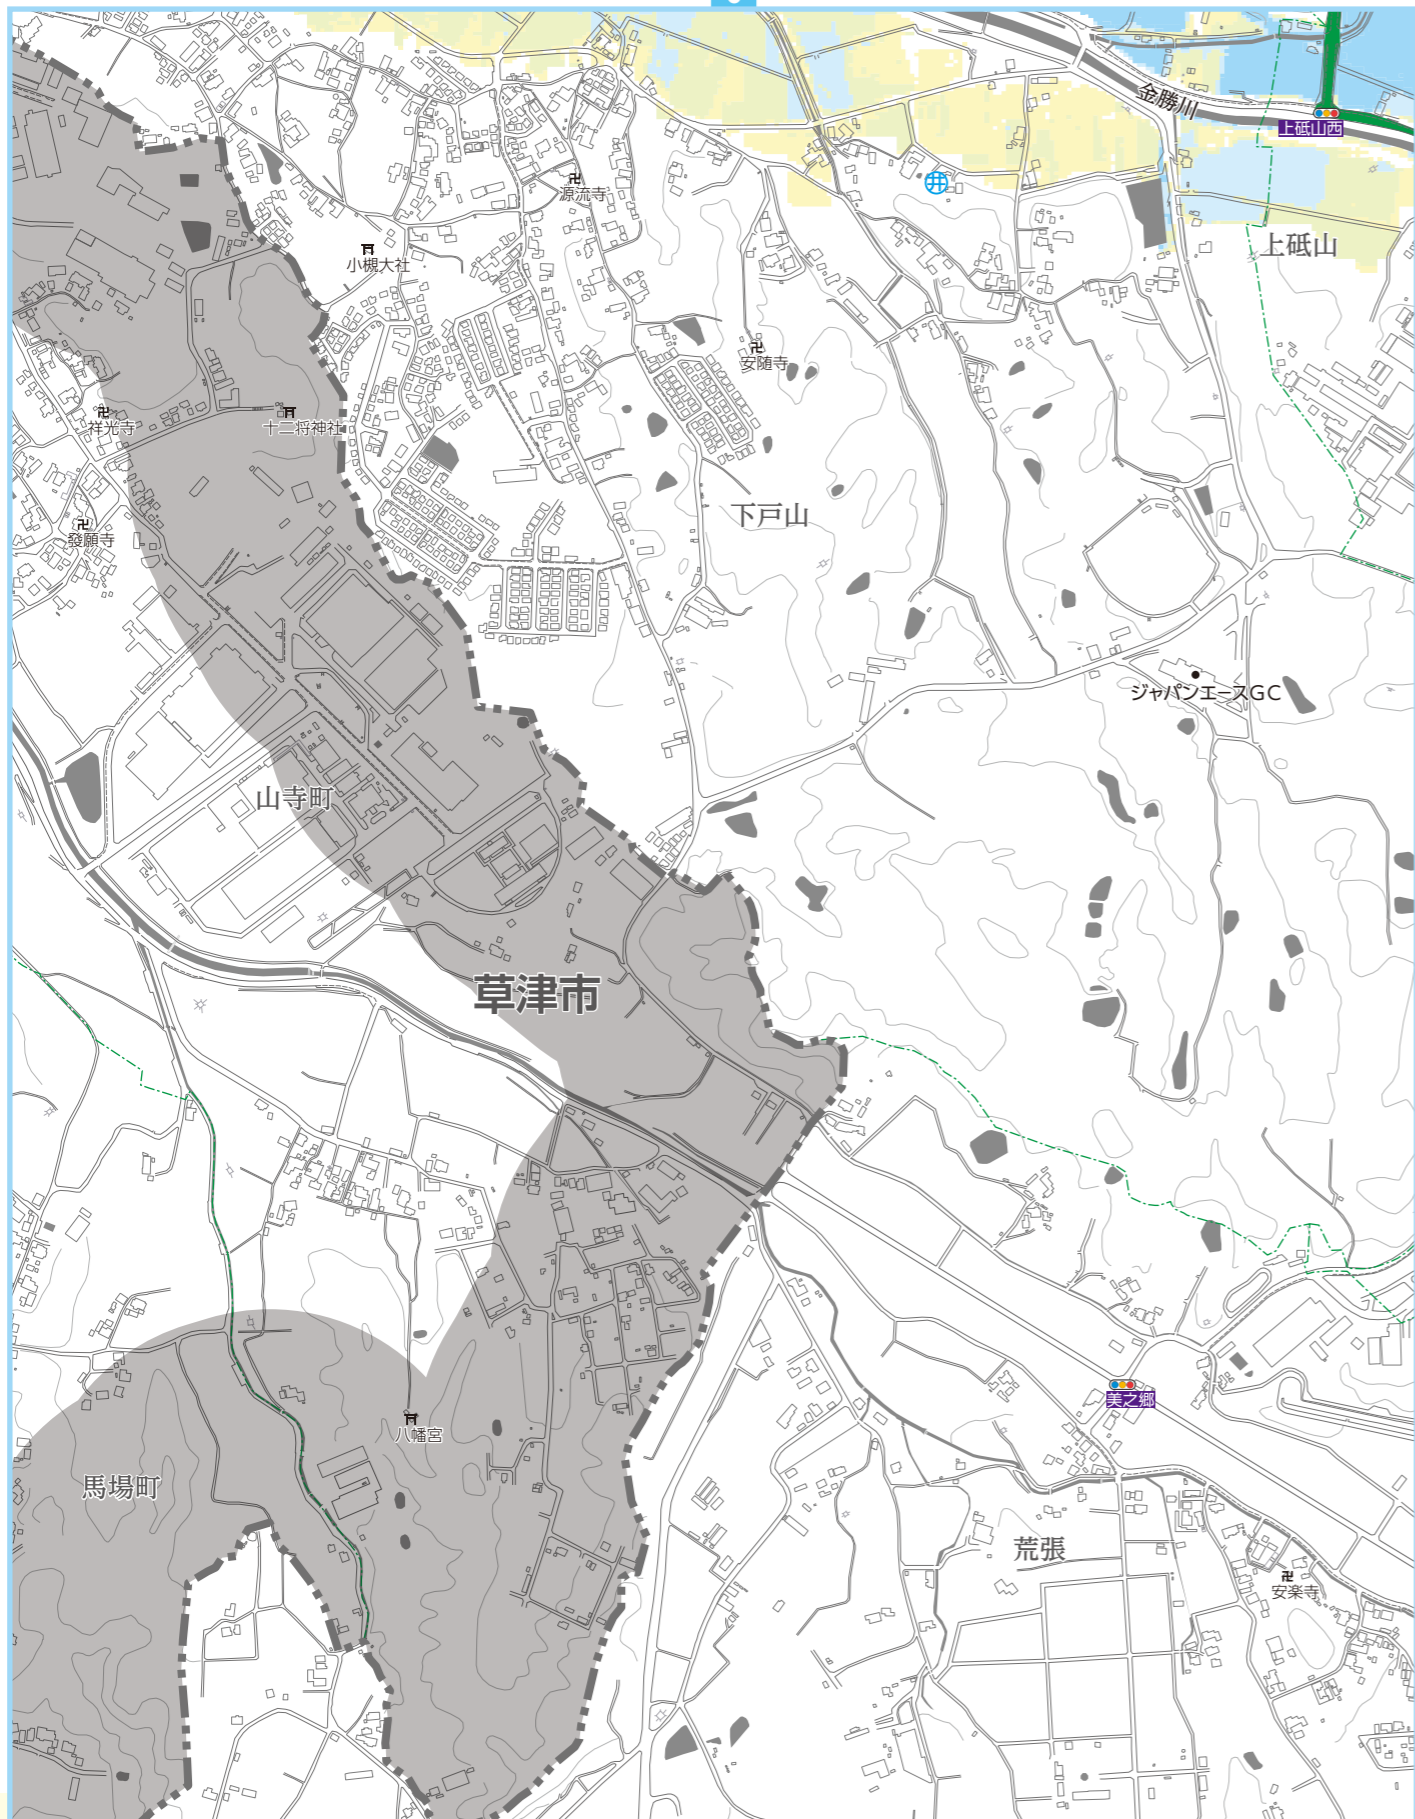 金勝川
上砥山西
源流寺
井
上砥山
小槻大社
安随寺
祥光寺
十二将神社
下戸山
發願寺
ジャパンエースGC
山寺町
草津市
美之郷
八幡宮
馬場町
荒張
安楽寺